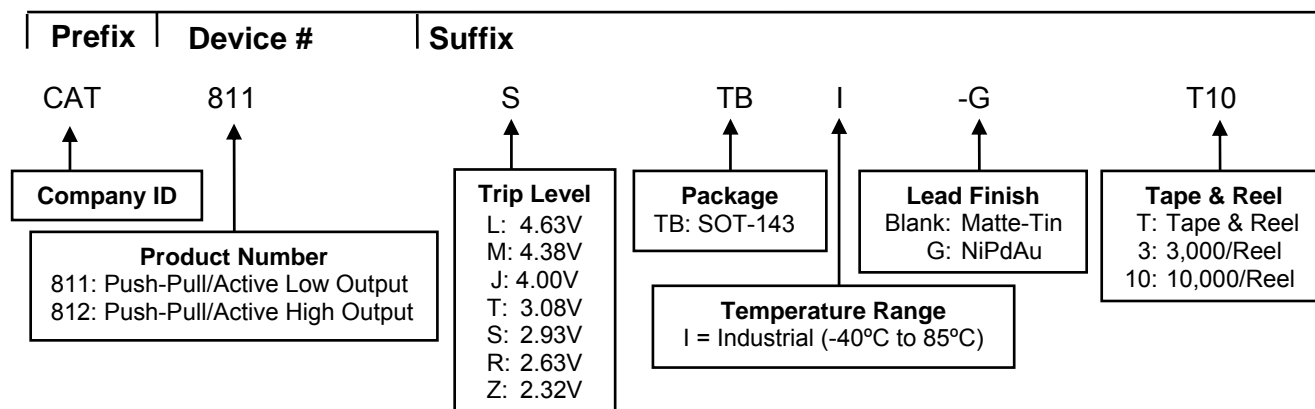 Prefix Device # Suffix
CAT 811 S TB I -G T10
Company ID
Product Number
811: Push-Pull/Active Low Output
812: Push-Pull/Active High Output
Trip Level
L: 4.63V
M: 4.38V
J: 4.00V
T: 3.08V
S: 2.93V
R: 2.63V
Z: 2.32V
Package
TB: SOT-143
Temperature Range
I = Industrial (-40ºC to 85ºC)
Lead Finish
Blank: Matte-Tin
G: NiPdAu
Tape & Reel
T: Tape & Reel
3: 3,000/Reel
10: 10,000/Reel